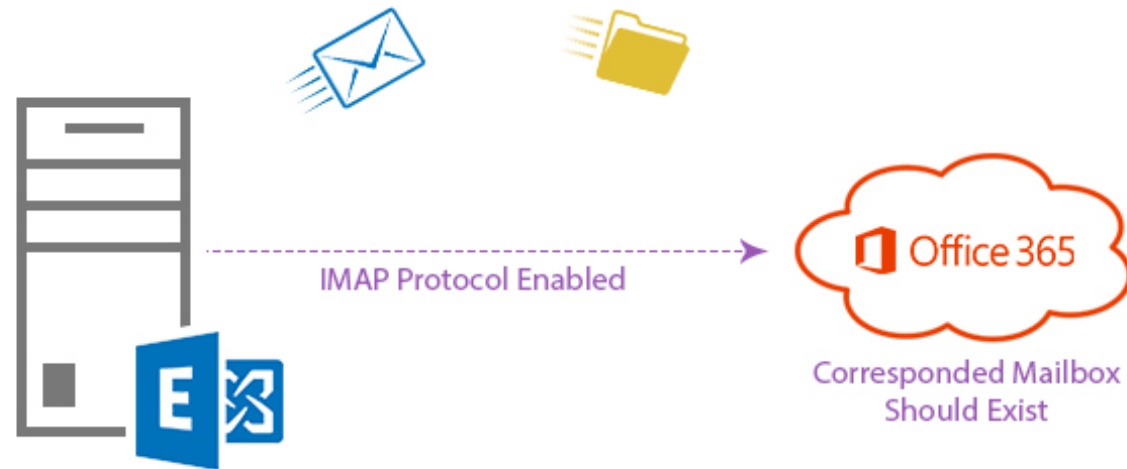 IMAP Protocol Enabled
E
Office 365
Corresponded Mailbox
Should Exist